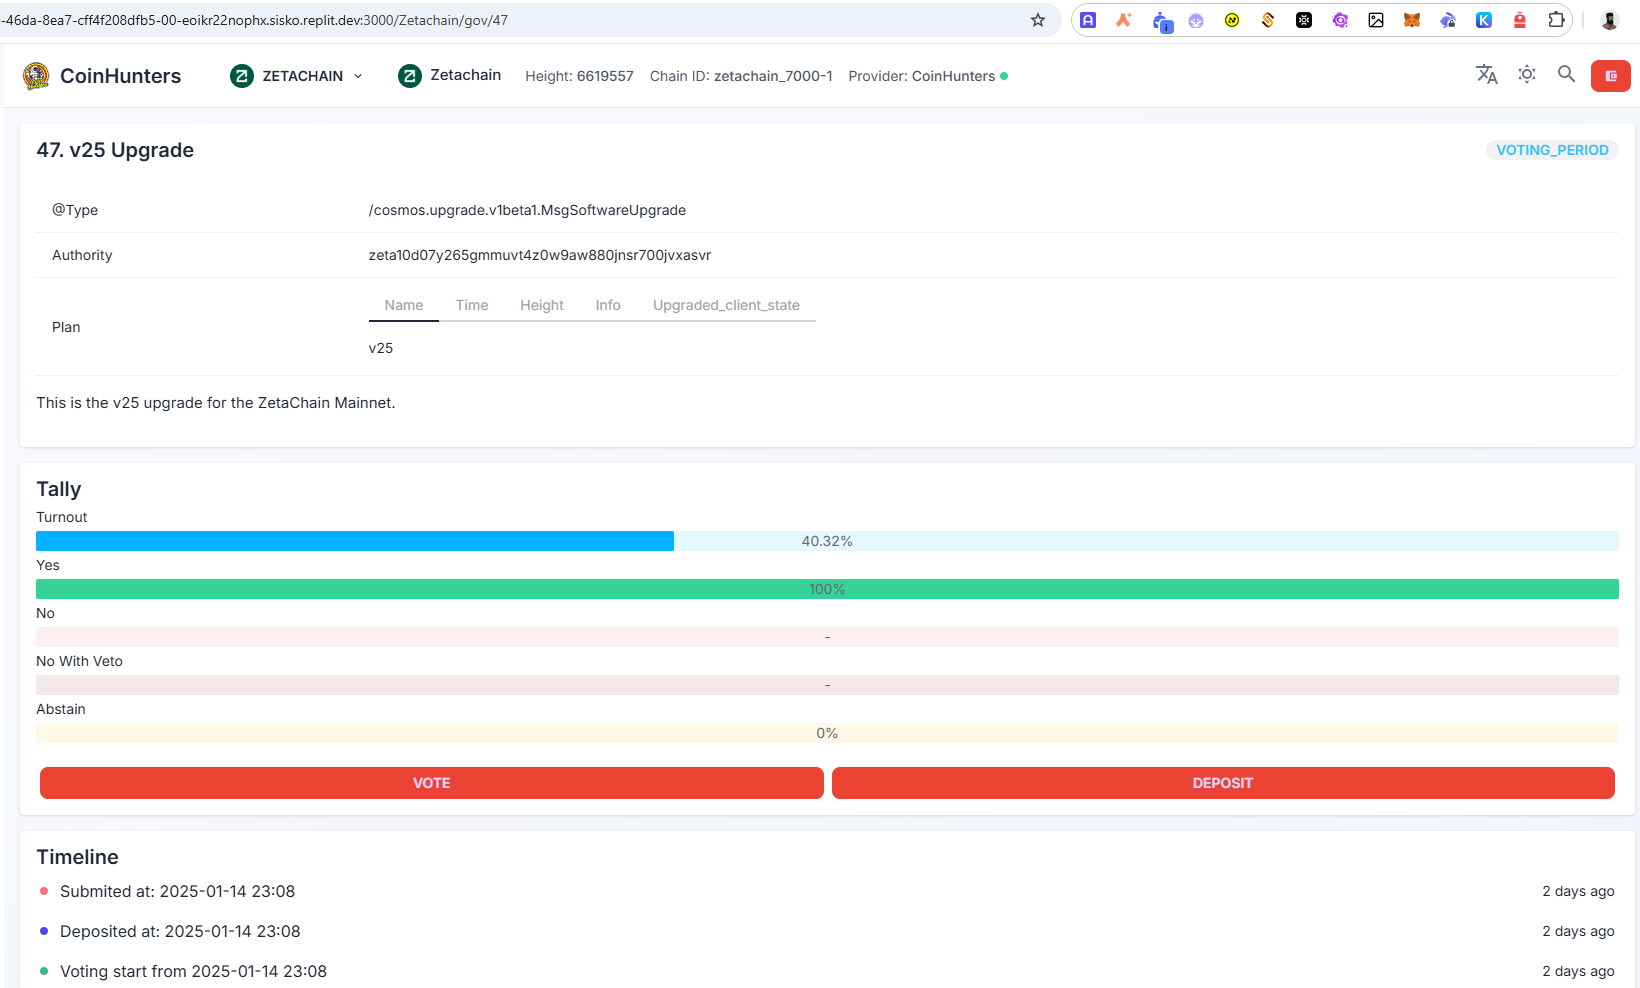 -46da-8ea7-cff4f208dfb5-00-eoikr22nophx.sisko.replit.dev:3000/Zetachain/gov/47
CoinHunters ZETACHAIN Zetachain Height: 6619557 Chain ID: zetachain_7000-1 Provider: CoinHunters
47. v25 Upgrade VOTING_PERIOD
@Type /cosmos.upgrade.v1beta1.MsgSoftwareUpgrade
Authority zeta10d07y265gmmuvt4z0w9aw880jnsr700jvxasvr
Name Time Height Info Upgraded_client_state
Plan
v25
This is the v25 upgrade for the ZetaChain Mainnet.
Tally
Turnout
40.32%
Yes
100%
No
-
No With Veto
-
Abstain
0%
VOTE DEPOSIT
Timeline
Submited at: 2025-01-14 23:08 2 days ago
Deposited at: 2025-01-14 23:08 2 days ago
Voting start from 2025-01-14 23:08 2 days ago